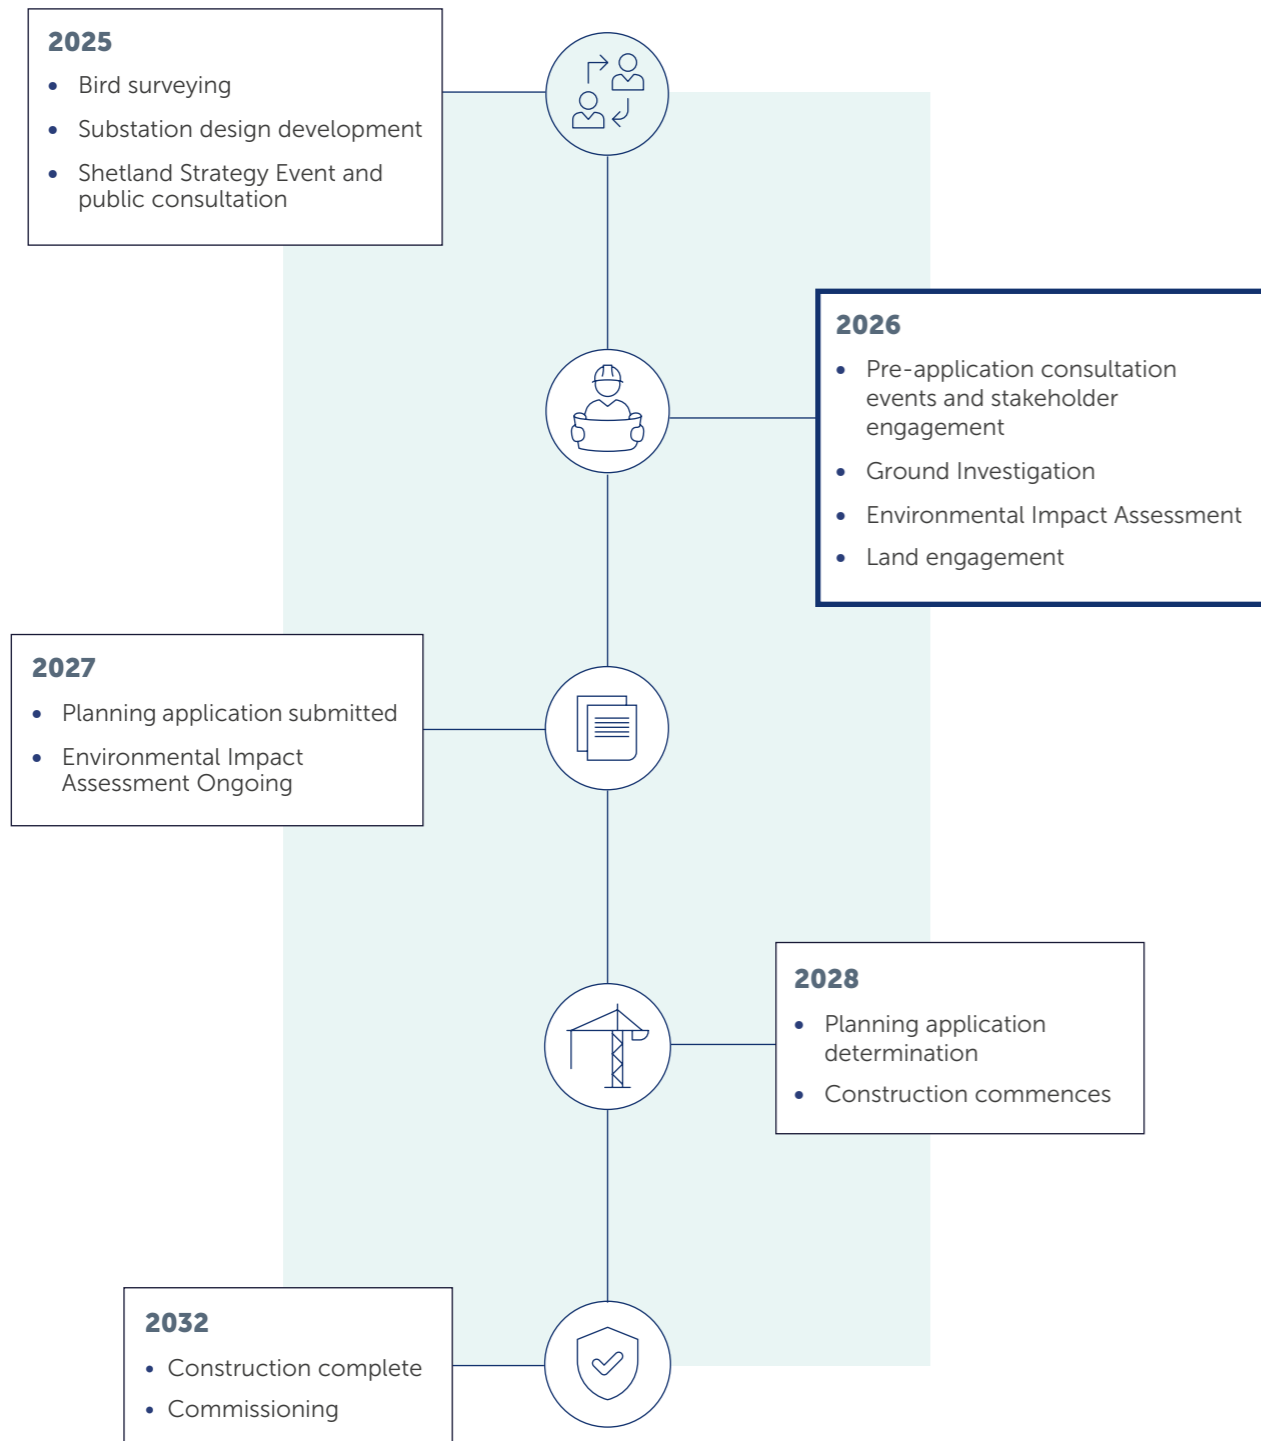 2025
• Bird surveying
• Substation design development
• Shetland Strategy Event and
public consultation
2026
• Pre-application consultation
events and stakeholder
engagement
• Ground Investigation
• Environmental Impact Assessment
• Land engagement
2027
• Planning application submitted
• Environmental Impact
Assessment Ongoing
2028
• Planning application
determination
• Construction commences
2032
• Construction complete
• Commissioning